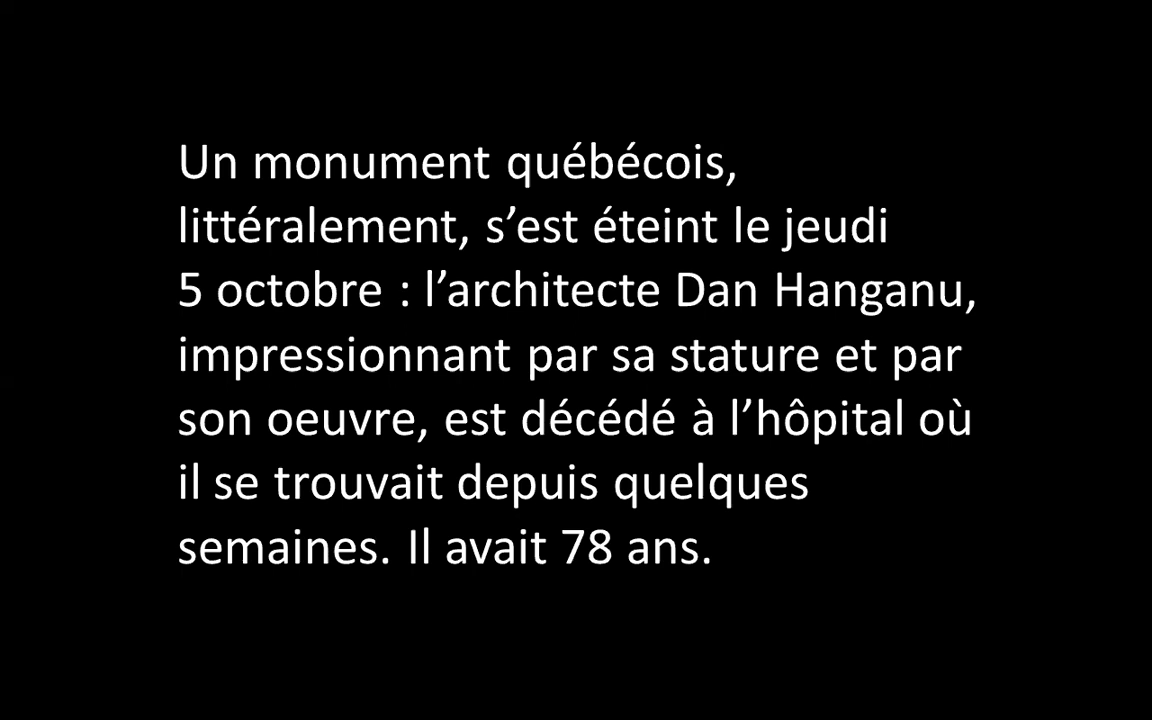 Un monument québécois,
littéralement, s’est éteint le jeudi
5 octobre : l’architecte Dan Hanganu,
impressionnant par sa stature et par
son oeuvre, est décédé à l’hôpital où
il se trouvait depuis quelques
semaines. Il avait 78 ans.